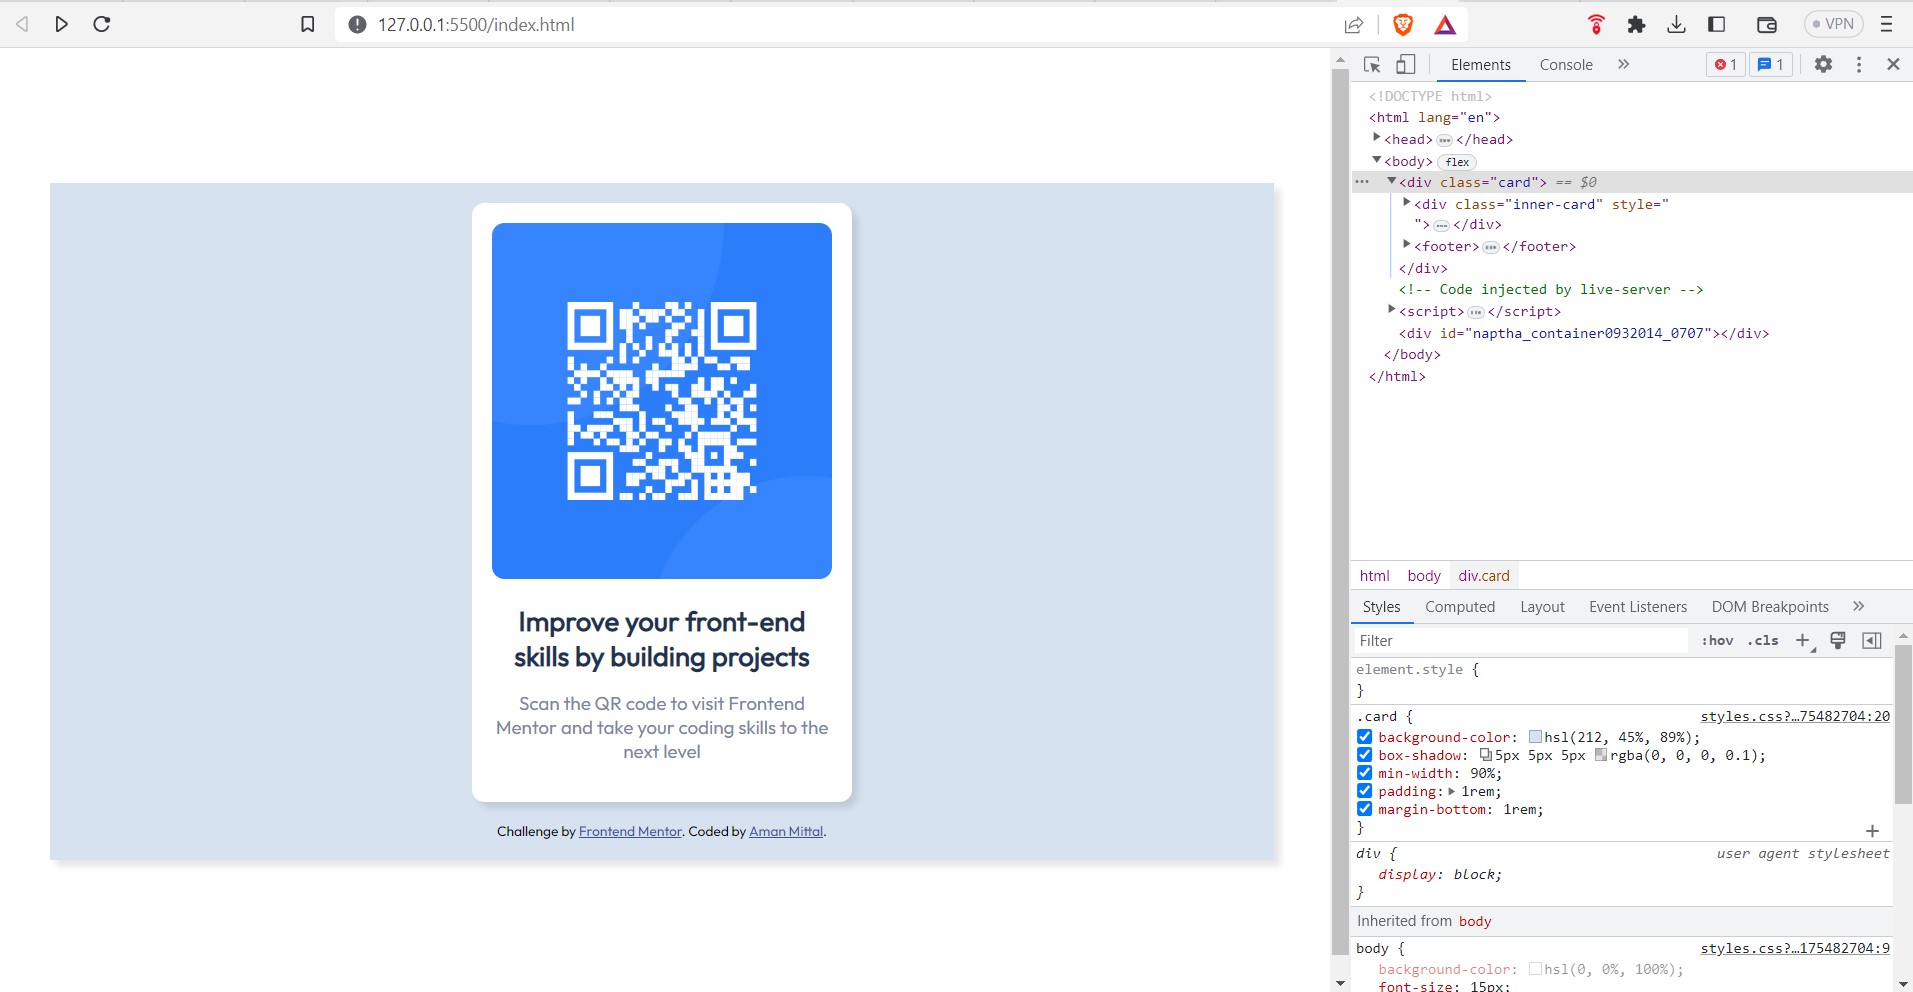 127.0.0.1:5500/index.html
VPN
Elements
Console
»
1
1
<!DOCTYPE html>
<html lang="en">
<head>•••</head>
<body> flex
••• <div class="card"> == $0
<div class="inner-card" style="
">•••</div>
<footer>•••</footer>
</div>
<!-- Code injected by live-server -->
<script>•••</script>
<div id="naptha_container0932014_0707"></div>
</body>
</html>
Improve your front-end
skills by building projects
Scan the QR code to visit Frontend
Mentor and take your coding skills to the
next level
Challenge by Frontend Mentor. Coded by Aman Mittal.
html body div.card
Styles Computed Layout Event Listeners DOM Breakpoints »
Filter :hov .cls +
element.style {
}
.card { styles.css?…75482704:20
background-color: hsl(212, 45%, 89%);
box-shadow: 5px 5px 5px rgba(0, 0, 0, 0.1);
min-width: 90%;
padding: 1rem;
margin-bottom: 1rem;
}
div { user agent stylesheet
display: block;
}
Inherited from body
body { styles.css?…175482704:9
background-color: hsl(0, 0%, 100%);
font-size: 15px;